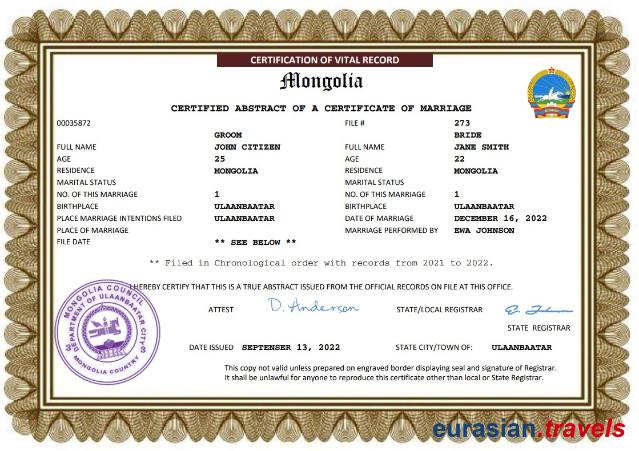 CERTIFICATION OF VITAL RECORD
Mongolia
CERTIFIED ABSTRACT OF A CERTIFICATE OF MARRIAGE
00035872 FILE # 273
GROOM BRIDE
FULL NAME JOHN CITIZEN FULL NAME JANE SMITH
AGE 25 AGE 22
RESIDENCE MONGOLIA RESIDENCE MONGOLIA
MARITAL STATUS MARITAL STATUS
NO. OF THIS MARRIAGE 1 NO. OF THIS MARRIAGE 1
BIRTHPLACE ULAANBAATAR BIRTHPLACE ULAANBAATAR
PLACE MARRIAGE INTENTIONS FILED ULAANBAATAR DATE OF MARRIAGE DECEMBER 16, 2022
PLACE OF MARRIAGE MARRIAGE PERFORMED BY EWA JOHNSON
FILE DATE ** SEE BELOW **
** Filed in Chronological order with records from 2021 to 2022.
I HEREBY CERTIFY THAT THIS IS A TRUE ABSTRACT ISSUED FROM THE OFFICIAL RECORDS ON FILE AT THIS OFFICE.
MONGOLIA COUNCIL
DEPARTMENT OF ULAANBAATAR CITY
MONGOLIA COUNTRY
ATTEST D. Anderson STATE/LOCAL REGISTRAR
STATE REGISTRAR
DATE ISSUED SEPTENSER 13, 2022 STATE CITY/TOWN OF: ULAANBAATAR
This copy not valid unless prepared on engraved border displaying seal and signature of Registrar.
It shall be unlawful for anyone to reproduce this certificate other than local or State Registrar.
eurasian.travels